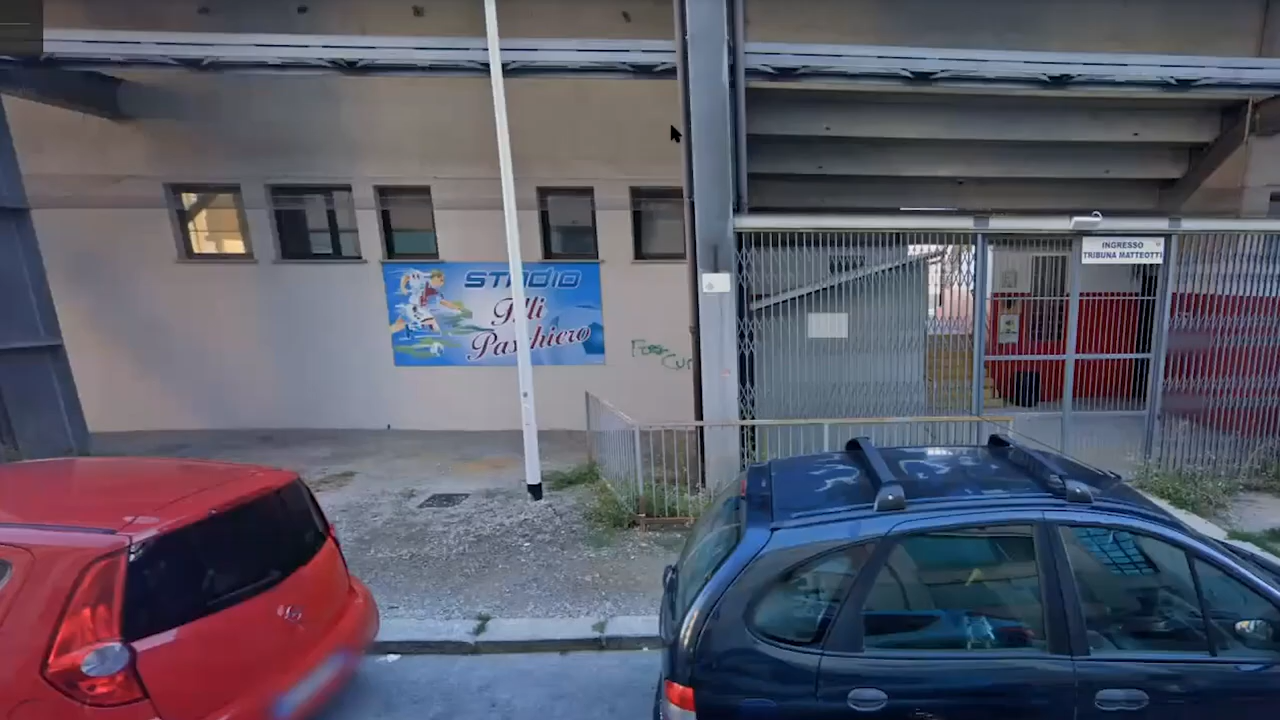 STADIO
F.lli
Paschiero
INGRESSO
TRIBUNA MATTEOTTI